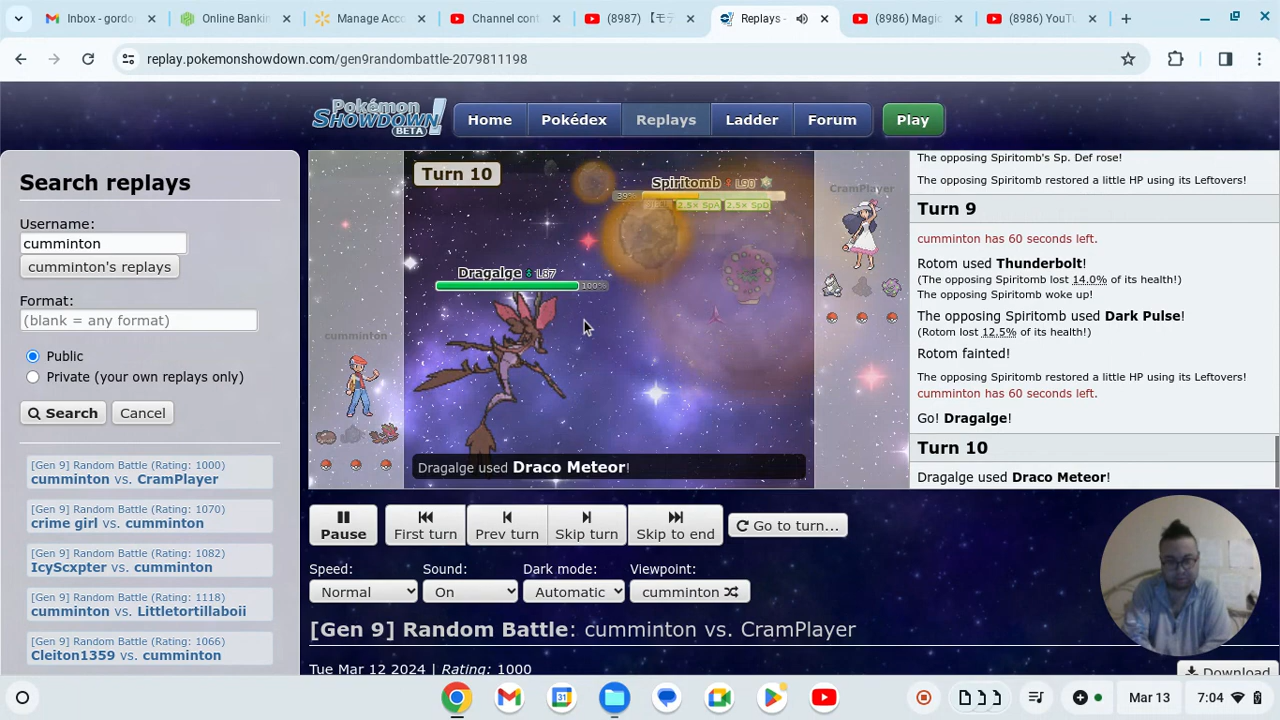 Inbox - gordo
Online Bankin
Manage Acco
Channel cont
(8987) 【モデ
Replays -
(8986) Magic
(8986) YouTu
replay.pokemonshowdown.com/gen9randombattle-2079811198
Pokémon
SHOWDOWN!
BETA
Home
Pokédex
Replays
Ladder
Forum
Play
Search replays
Username:
cumminton
cumminton's replays
Format:
(blank = any format)
Public
Private (your own replays only)
Search
Cancel
[Gen 9] Random Battle (Rating: 1000)
cumminton vs. CramPlayer
[Gen 9] Random Battle (Rating: 1070)
crime girl vs. cumminton
[Gen 9] Random Battle (Rating: 1082)
IcyScxpter vs. cumminton
[Gen 9] Random Battle (Rating: 1118)
cumminton vs. Littletortillaboii
[Gen 9] Random Battle (Rating: 1066)
Cleiton1359 vs. cumminton
Turn 10
Spiritomb L90
39%
2.5× SpA 2.5× SpD
CramPlayer
Dragalge L87
100%
cumminton
Dragalge used Draco Meteor!
The opposing Spiritomb's Sp. Def rose!
The opposing Spiritomb restored a little HP using its Leftovers!
Turn 9
cumminton has 60 seconds left.
Rotom used Thunderbolt!
(The opposing Spiritomb lost 14.0% of its health!)
The opposing Spiritomb woke up!
The opposing Spiritomb used Dark Pulse!
(Rotom lost 12.5% of its health!)
Rotom fainted!
The opposing Spiritomb restored a little HP using its Leftovers!
cumminton has 60 seconds left.
Go! Dragalge!
Turn 10
Dragalge used Draco Meteor!
Pause
First turn
Prev turn
Skip turn
Skip to end
Go to turn...
Speed:
Normal
Sound:
On
Dark mode:
Automatic
Viewpoint:
cumminton
[Gen 9] Random Battle: cumminton vs. CramPlayer
Tue Mar 12 2024 | Rating: 1000
Download
Mar 13
7:04